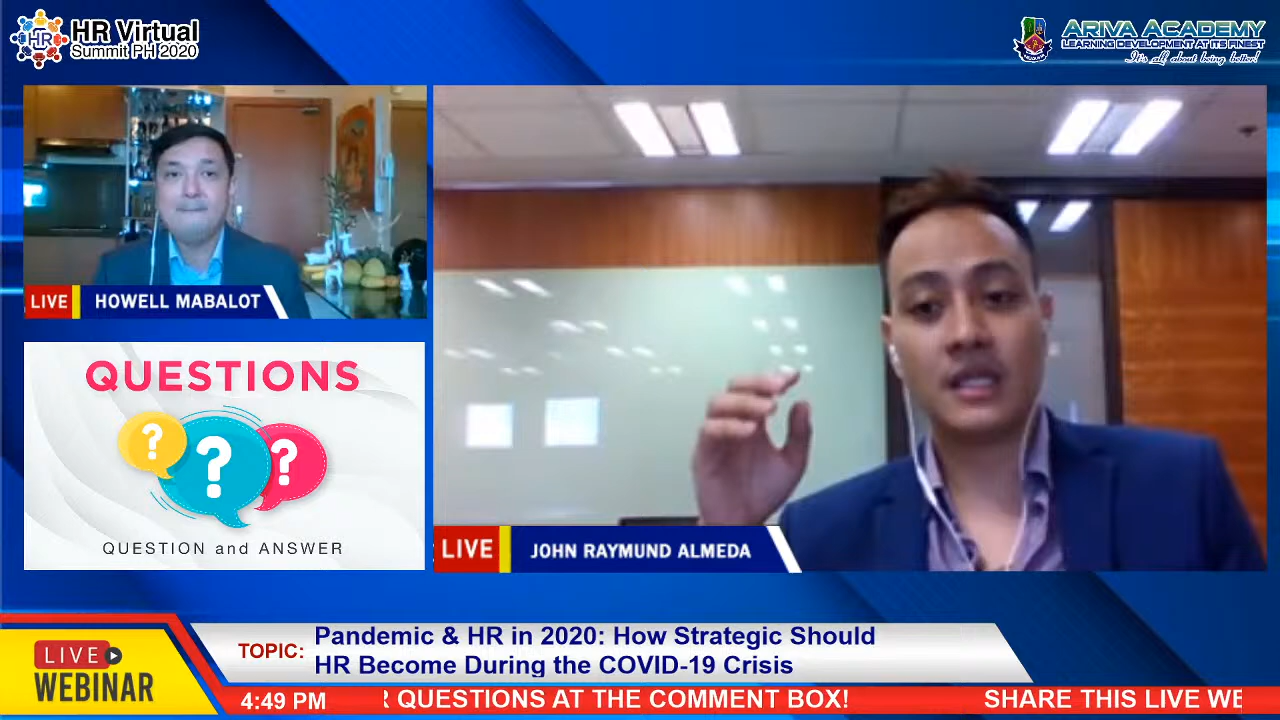 HR Virtual
Summit PH 2020
HR
ARIVA ACADEMY
LEARNING DEVELOPMENT AT ITS FINEST
It's all about being better!
LIVE
HOWELL MABALOT
QUESTIONS
? ? ?
QUESTION and ANSWER
LIVE
JOHN RAYMUND ALMEDA
LIVE
WEBINAR
TOPIC:
Pandemic & HR in 2020: How Strategic Should
HR Become During the COVID-19 Crisis
4:49 PM
R QUESTIONS AT THE COMMENT BOX! SHARE THIS LIVE WE